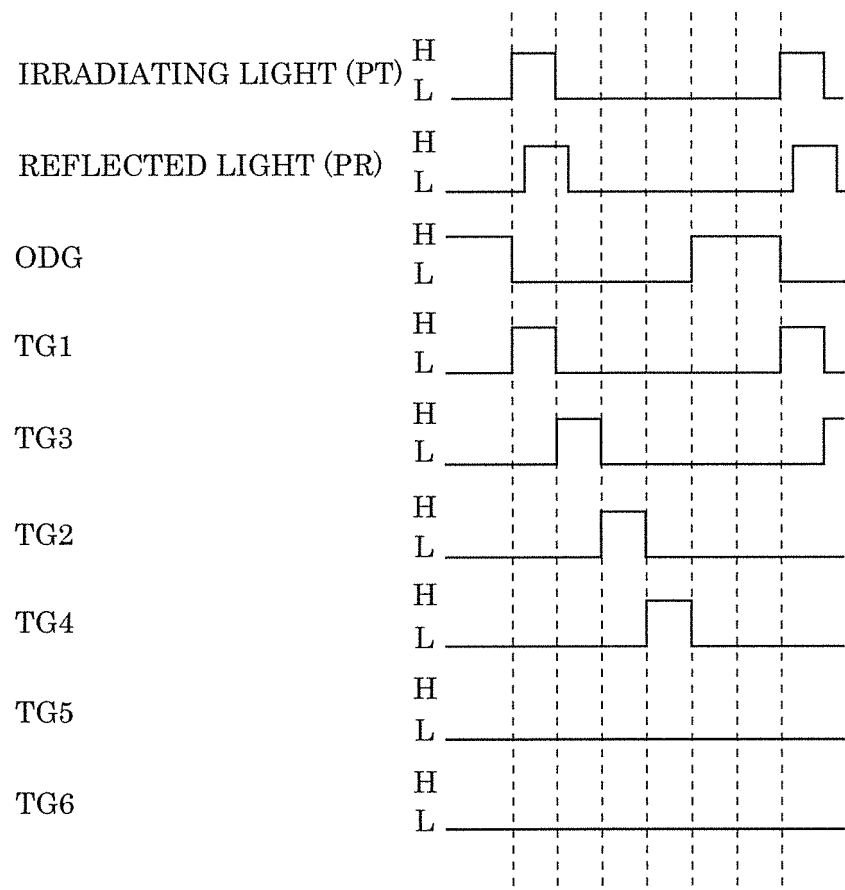 IRRADIATING LIGHT (PT) H
L
REFLECTED LIGHT (PR) H
L
ODG H
L
TG1 H
L
TG3 H
L
TG2 H
L
TG4 H
L
TG5 H
L
TG6 H
L